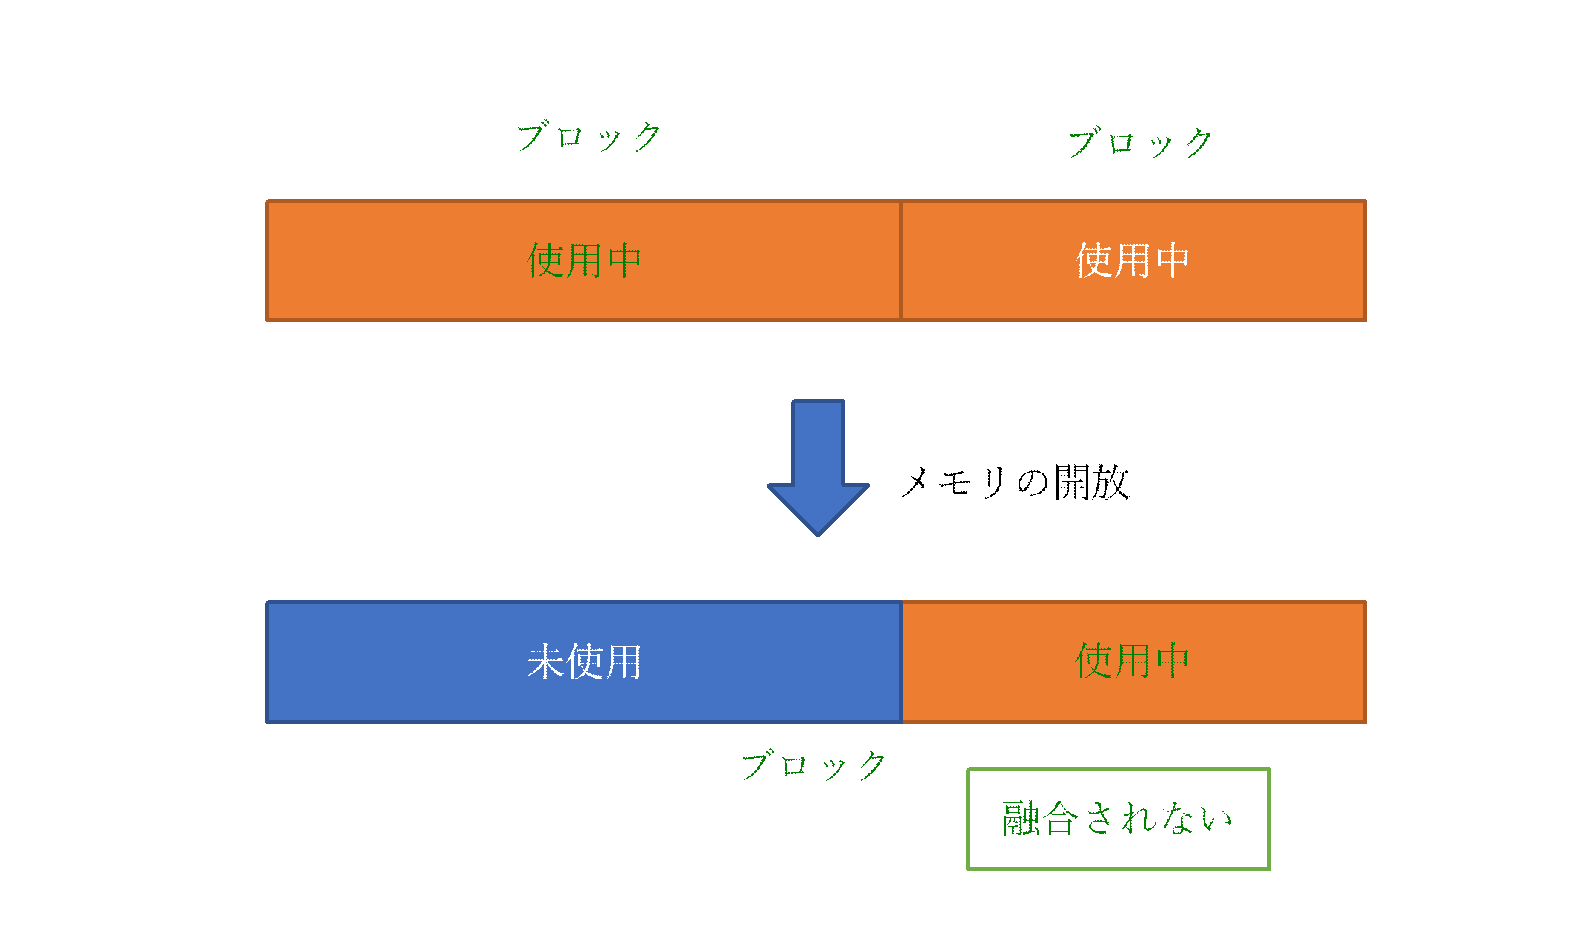 ブロック
ブロック
使用中
使用中
メモリの開放
未使用
使用中
ブロック
融合されない